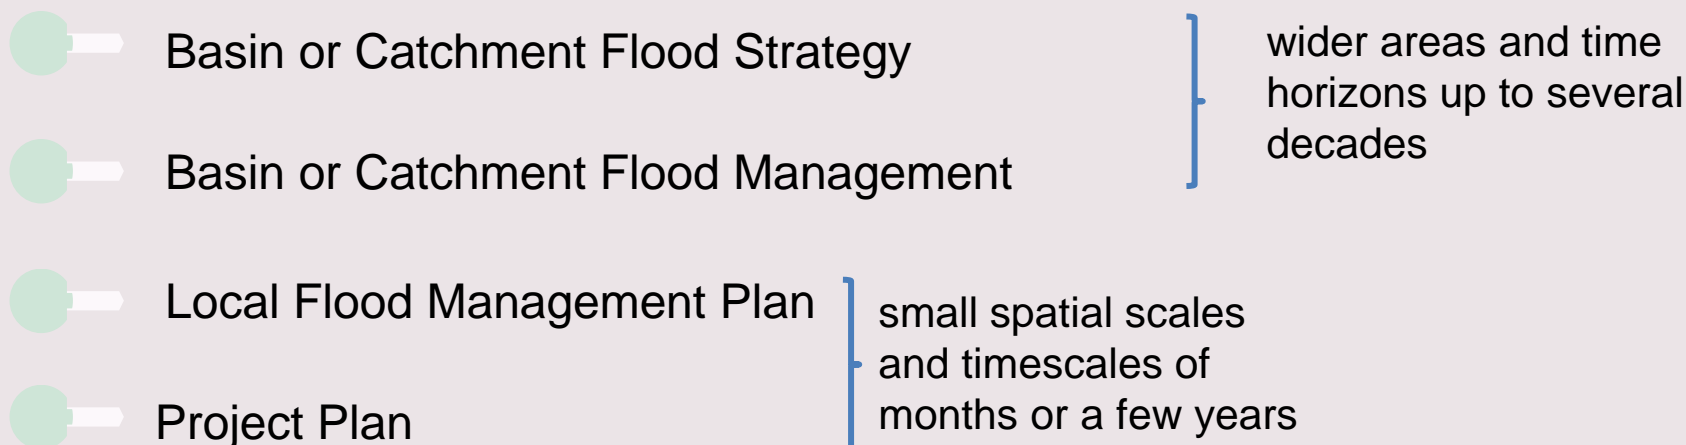 Basin or Catchment Flood Strategy
wider areas and time
horizons up to several
decades
Basin or Catchment Flood Management
Local Flood Management Plan
small spatial scales
and timescales of
months or a few years
Project Plan